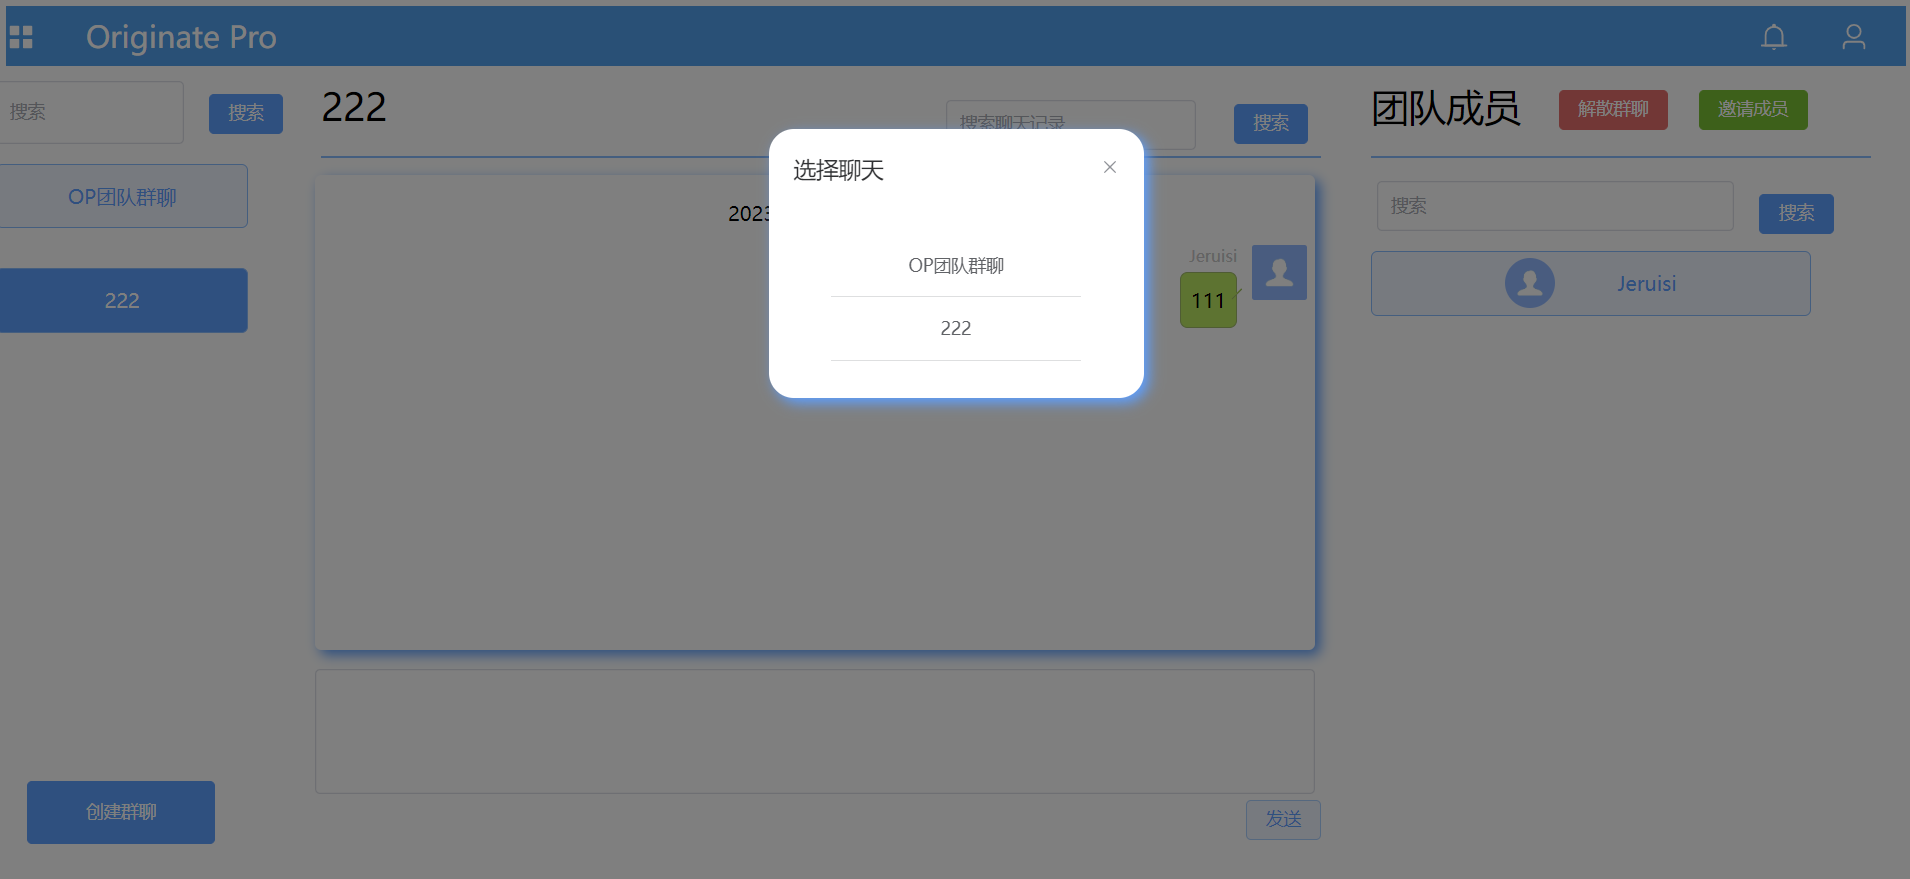 Originate Pro
搜索
搜索
OP团队群聊
222
创建群聊
222
搜索聊天记录
搜索
2023
Jeruisi
111
发送
选择聊天
OP团队群聊
222
团队成员
解散群聊
邀请成员
搜索
搜索
Jeruisi